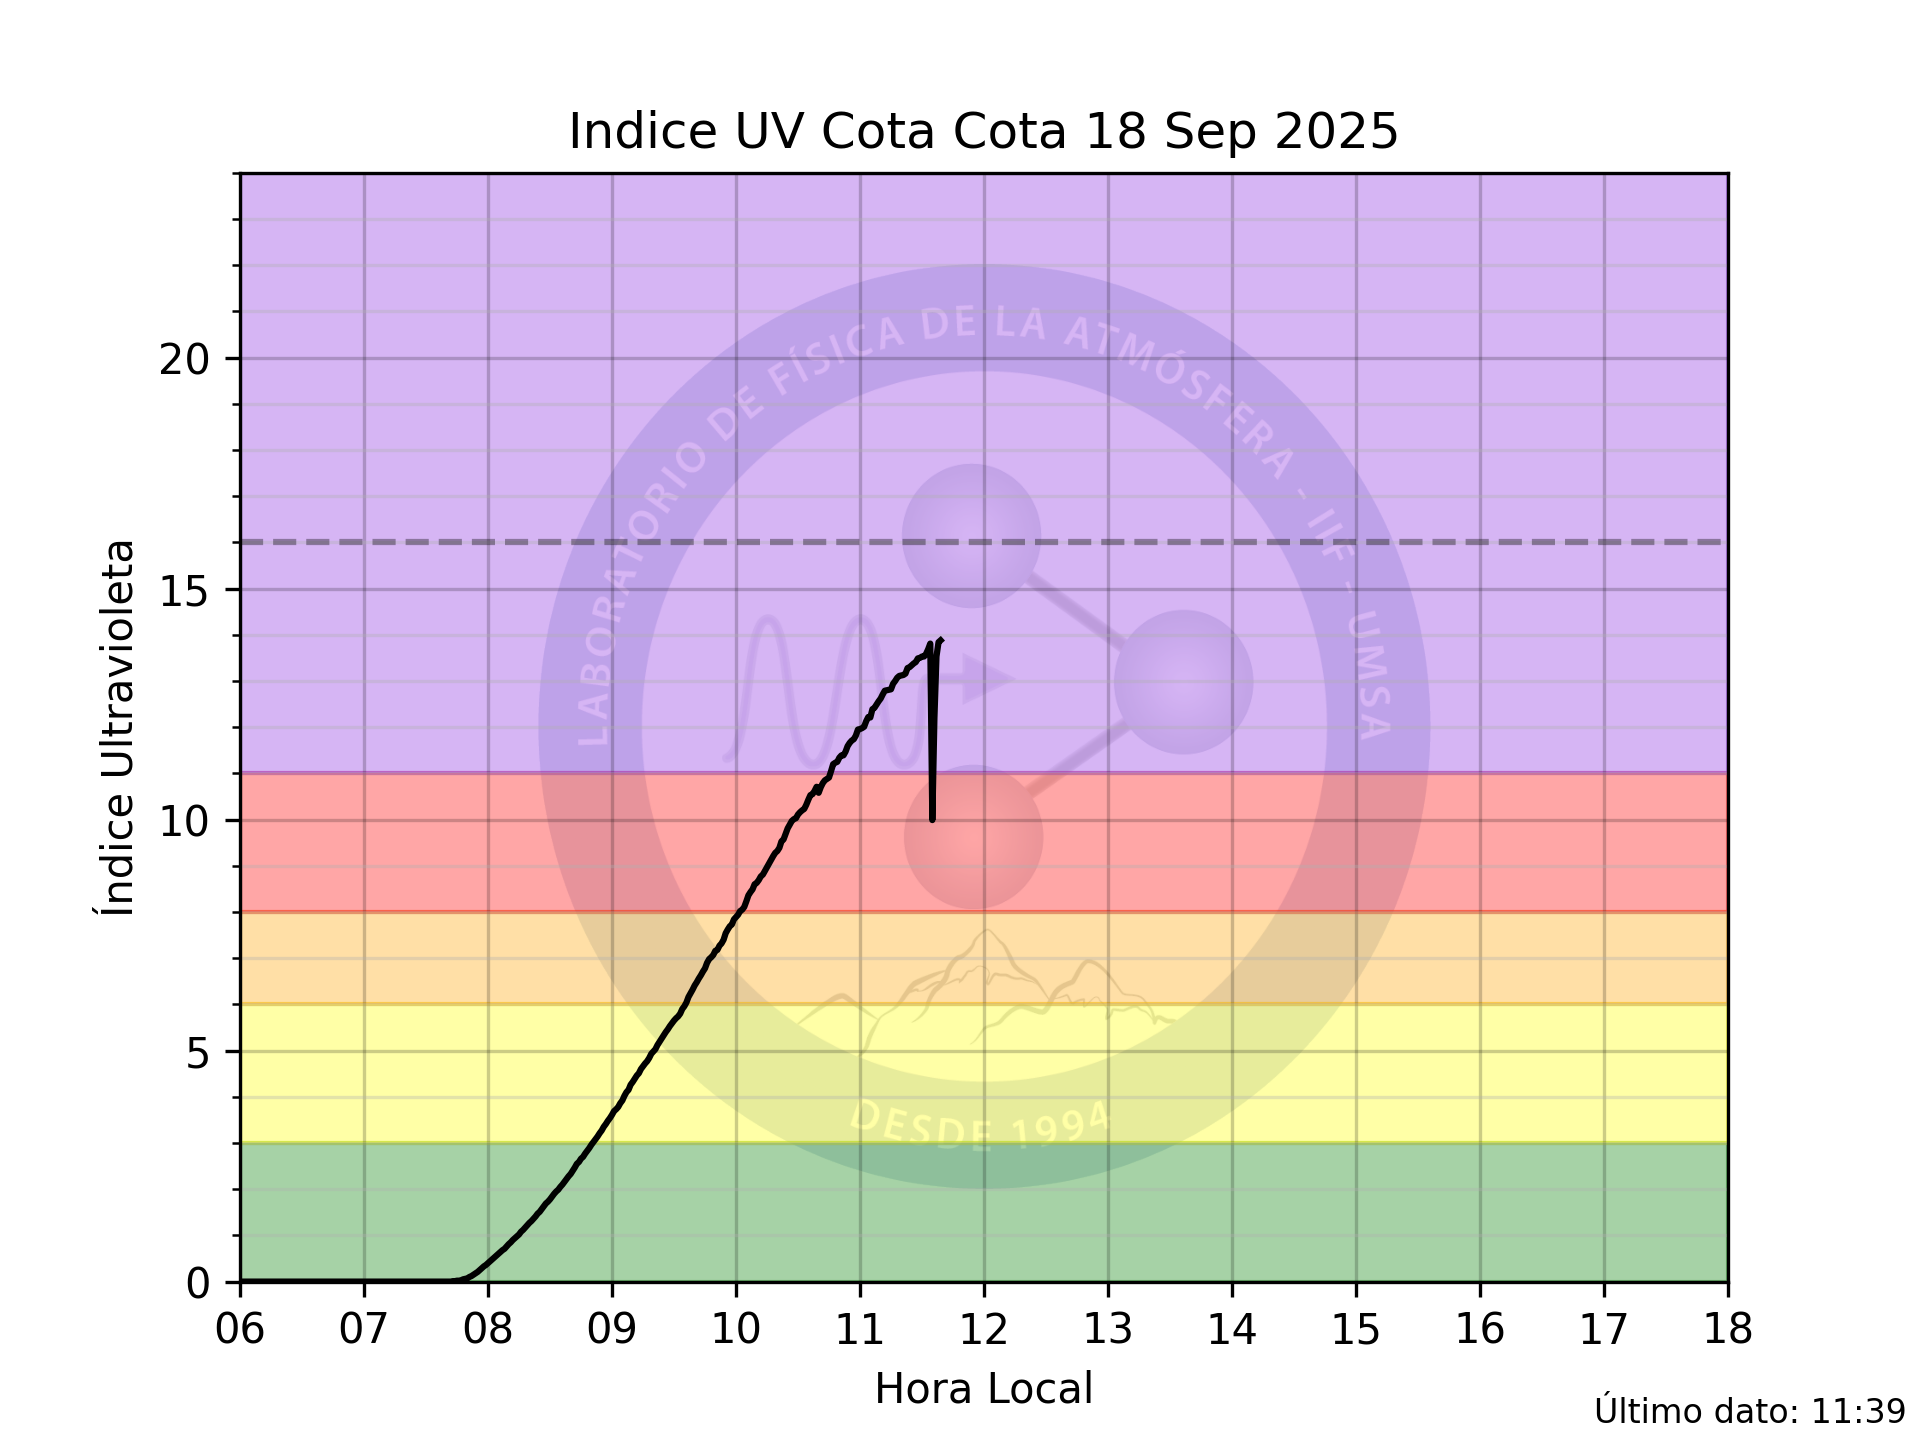 Indice UV Cota Cota 18 Sep 2025
LABORATORIO DE FÍSICA DE LA ATMÓSFERA - IIF - UMSA
DESDE 1994
Índice Ultravioleta
20
15
10
5
0
06 07 08 09 10 11 12 13 14 15 16 17 18
Hora Local
Último dato: 11:39